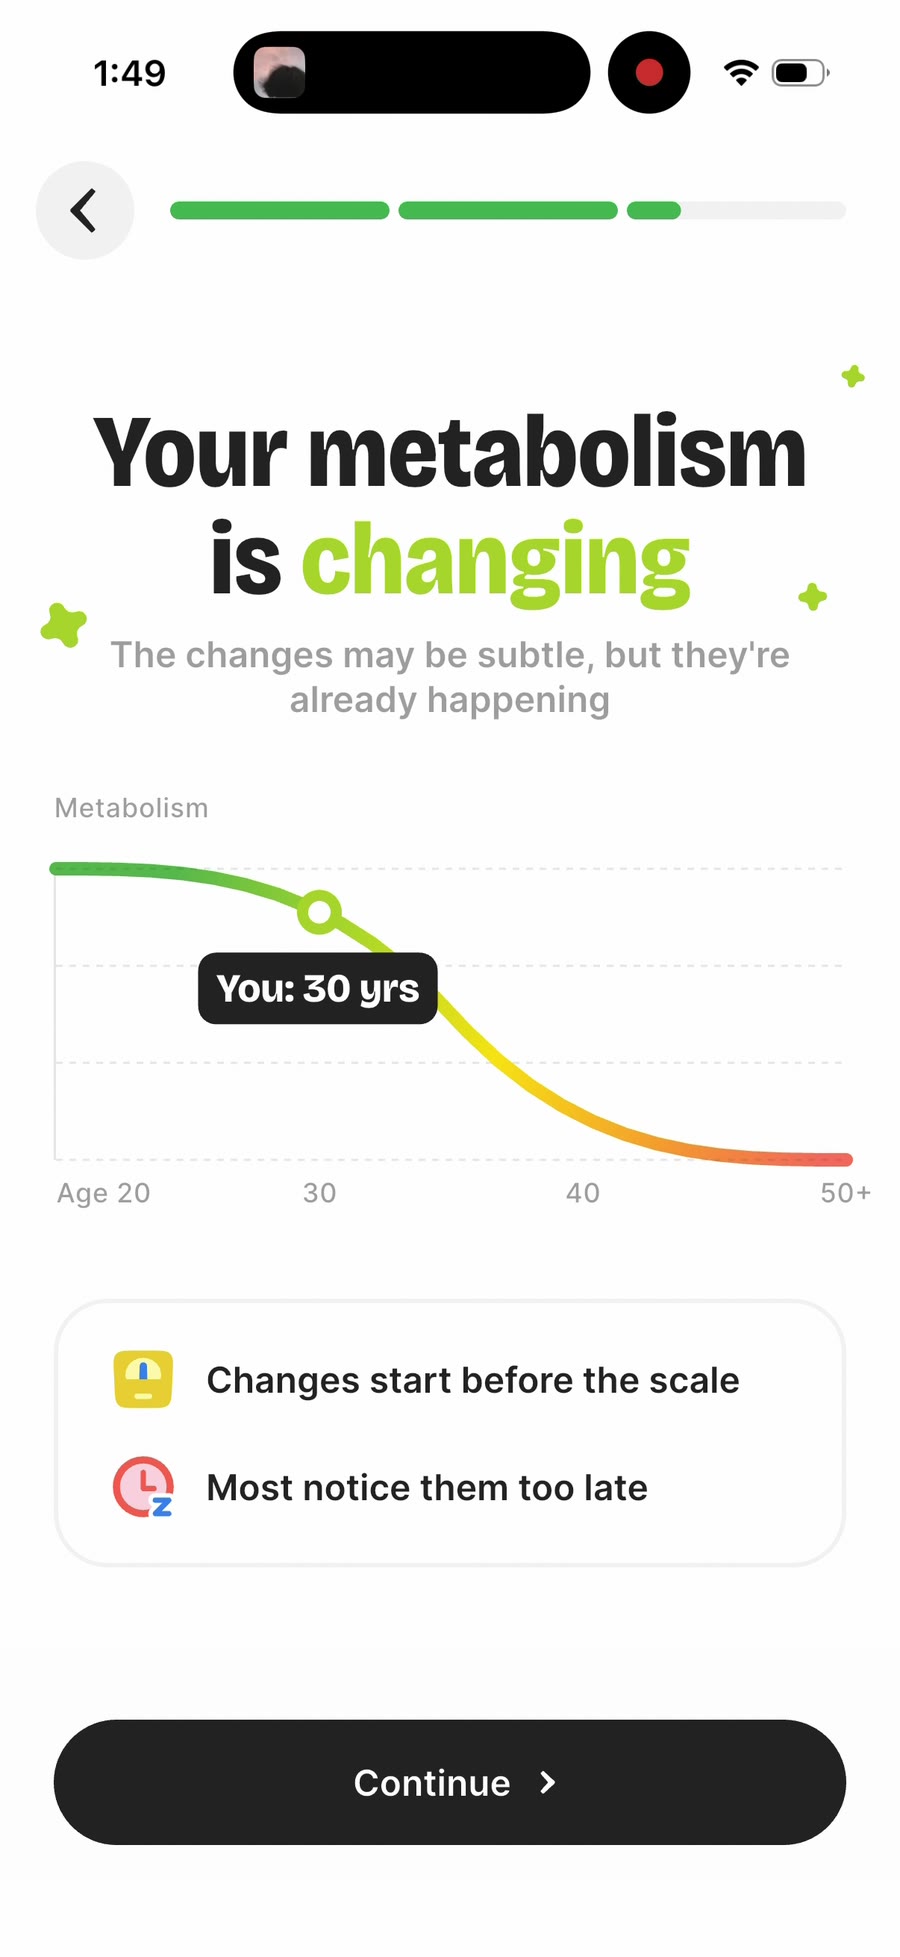 1:49
Your metabolism
is changing
The changes may be subtle, but they're
already happening
Metabolism
You: 30 yrs
Age 20 30 40 50+
Changes start before the scale
Most notice them too late
Continue